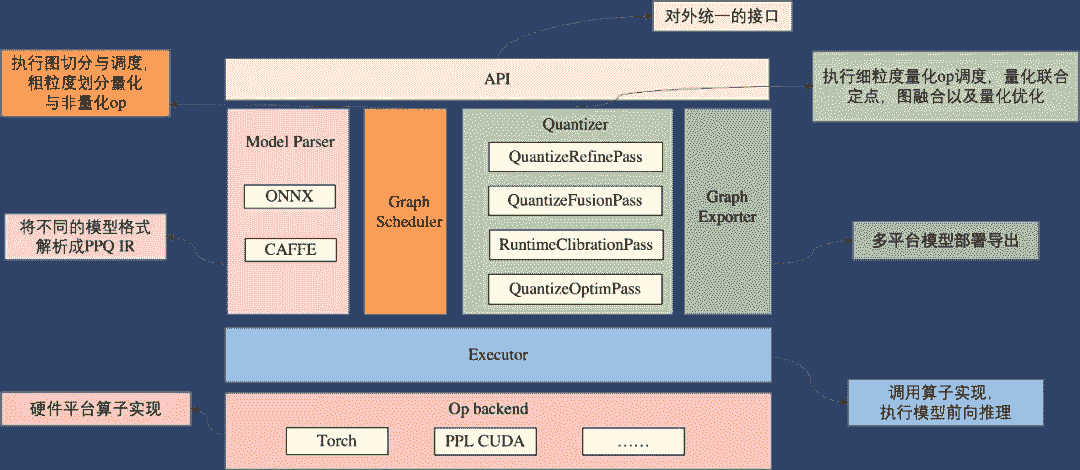 对外统一的接口
执行图切分与调度,
粗粒度划分量化
与非量化op
API
执行细粒度量化op调度，量化联合
定点，图融合以及量化优化
Model Parser
ONNX
CAFFE
Graph
Scheduler
Quantizer
QuantizeRefinePass
QuantizeFusionPass
RuntimeClibrationPass
QuantizeOptimPass
Graph
Exporter
将不同的模型格式
解析成PPQ IR
多平台模型部署导出
Executor
调用算子实现,
执行模型前向推理
硬件平台算子实现
Op backend
Torch
PPL CUDA
……